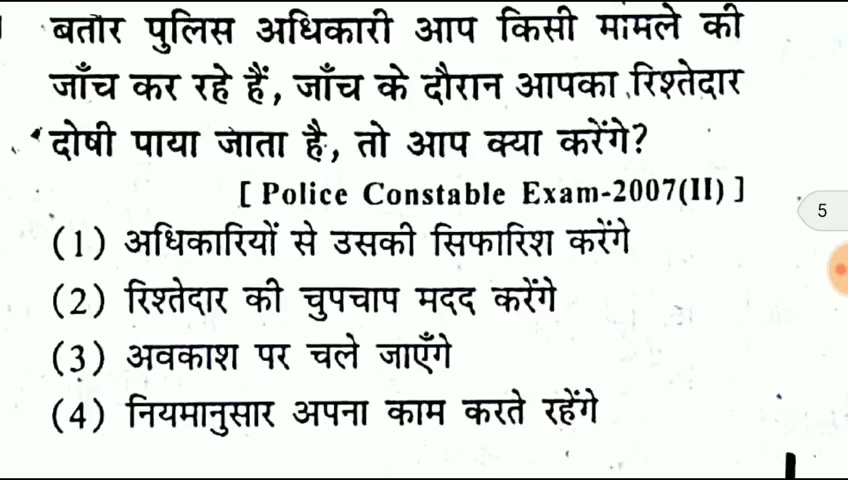 बतौर पुलिस अधिकारी आप किसी मामले की
जाँच कर रहे हैं, जाँच के दौरान आपका रिश्तेदार
दोषी पाया जाता है, तो आप क्या करेंगे?
[ Police Constable Exam-2007(II) ]
5
(1) अधिकारियों से उसकी सिफारिश करेंगे
(2) रिश्तेदार की चुपचाप मदद करेंगे
(3) अवकाश पर चले जाएँगे
(4) नियमानुसार अपना काम करते रहेंगे